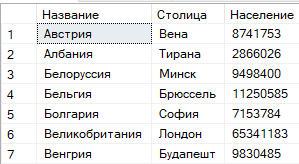 Название Столица Население
1 Австрия Вена 8741753
2 Албания Тирана 2866026
3 Белоруссия Минск 9498400
4 Бельгия Брюссель 11250585
5 Болгария София 7153784
6 Великобритания Лондон 65341183
7 Венгрия Будапешт 9830485